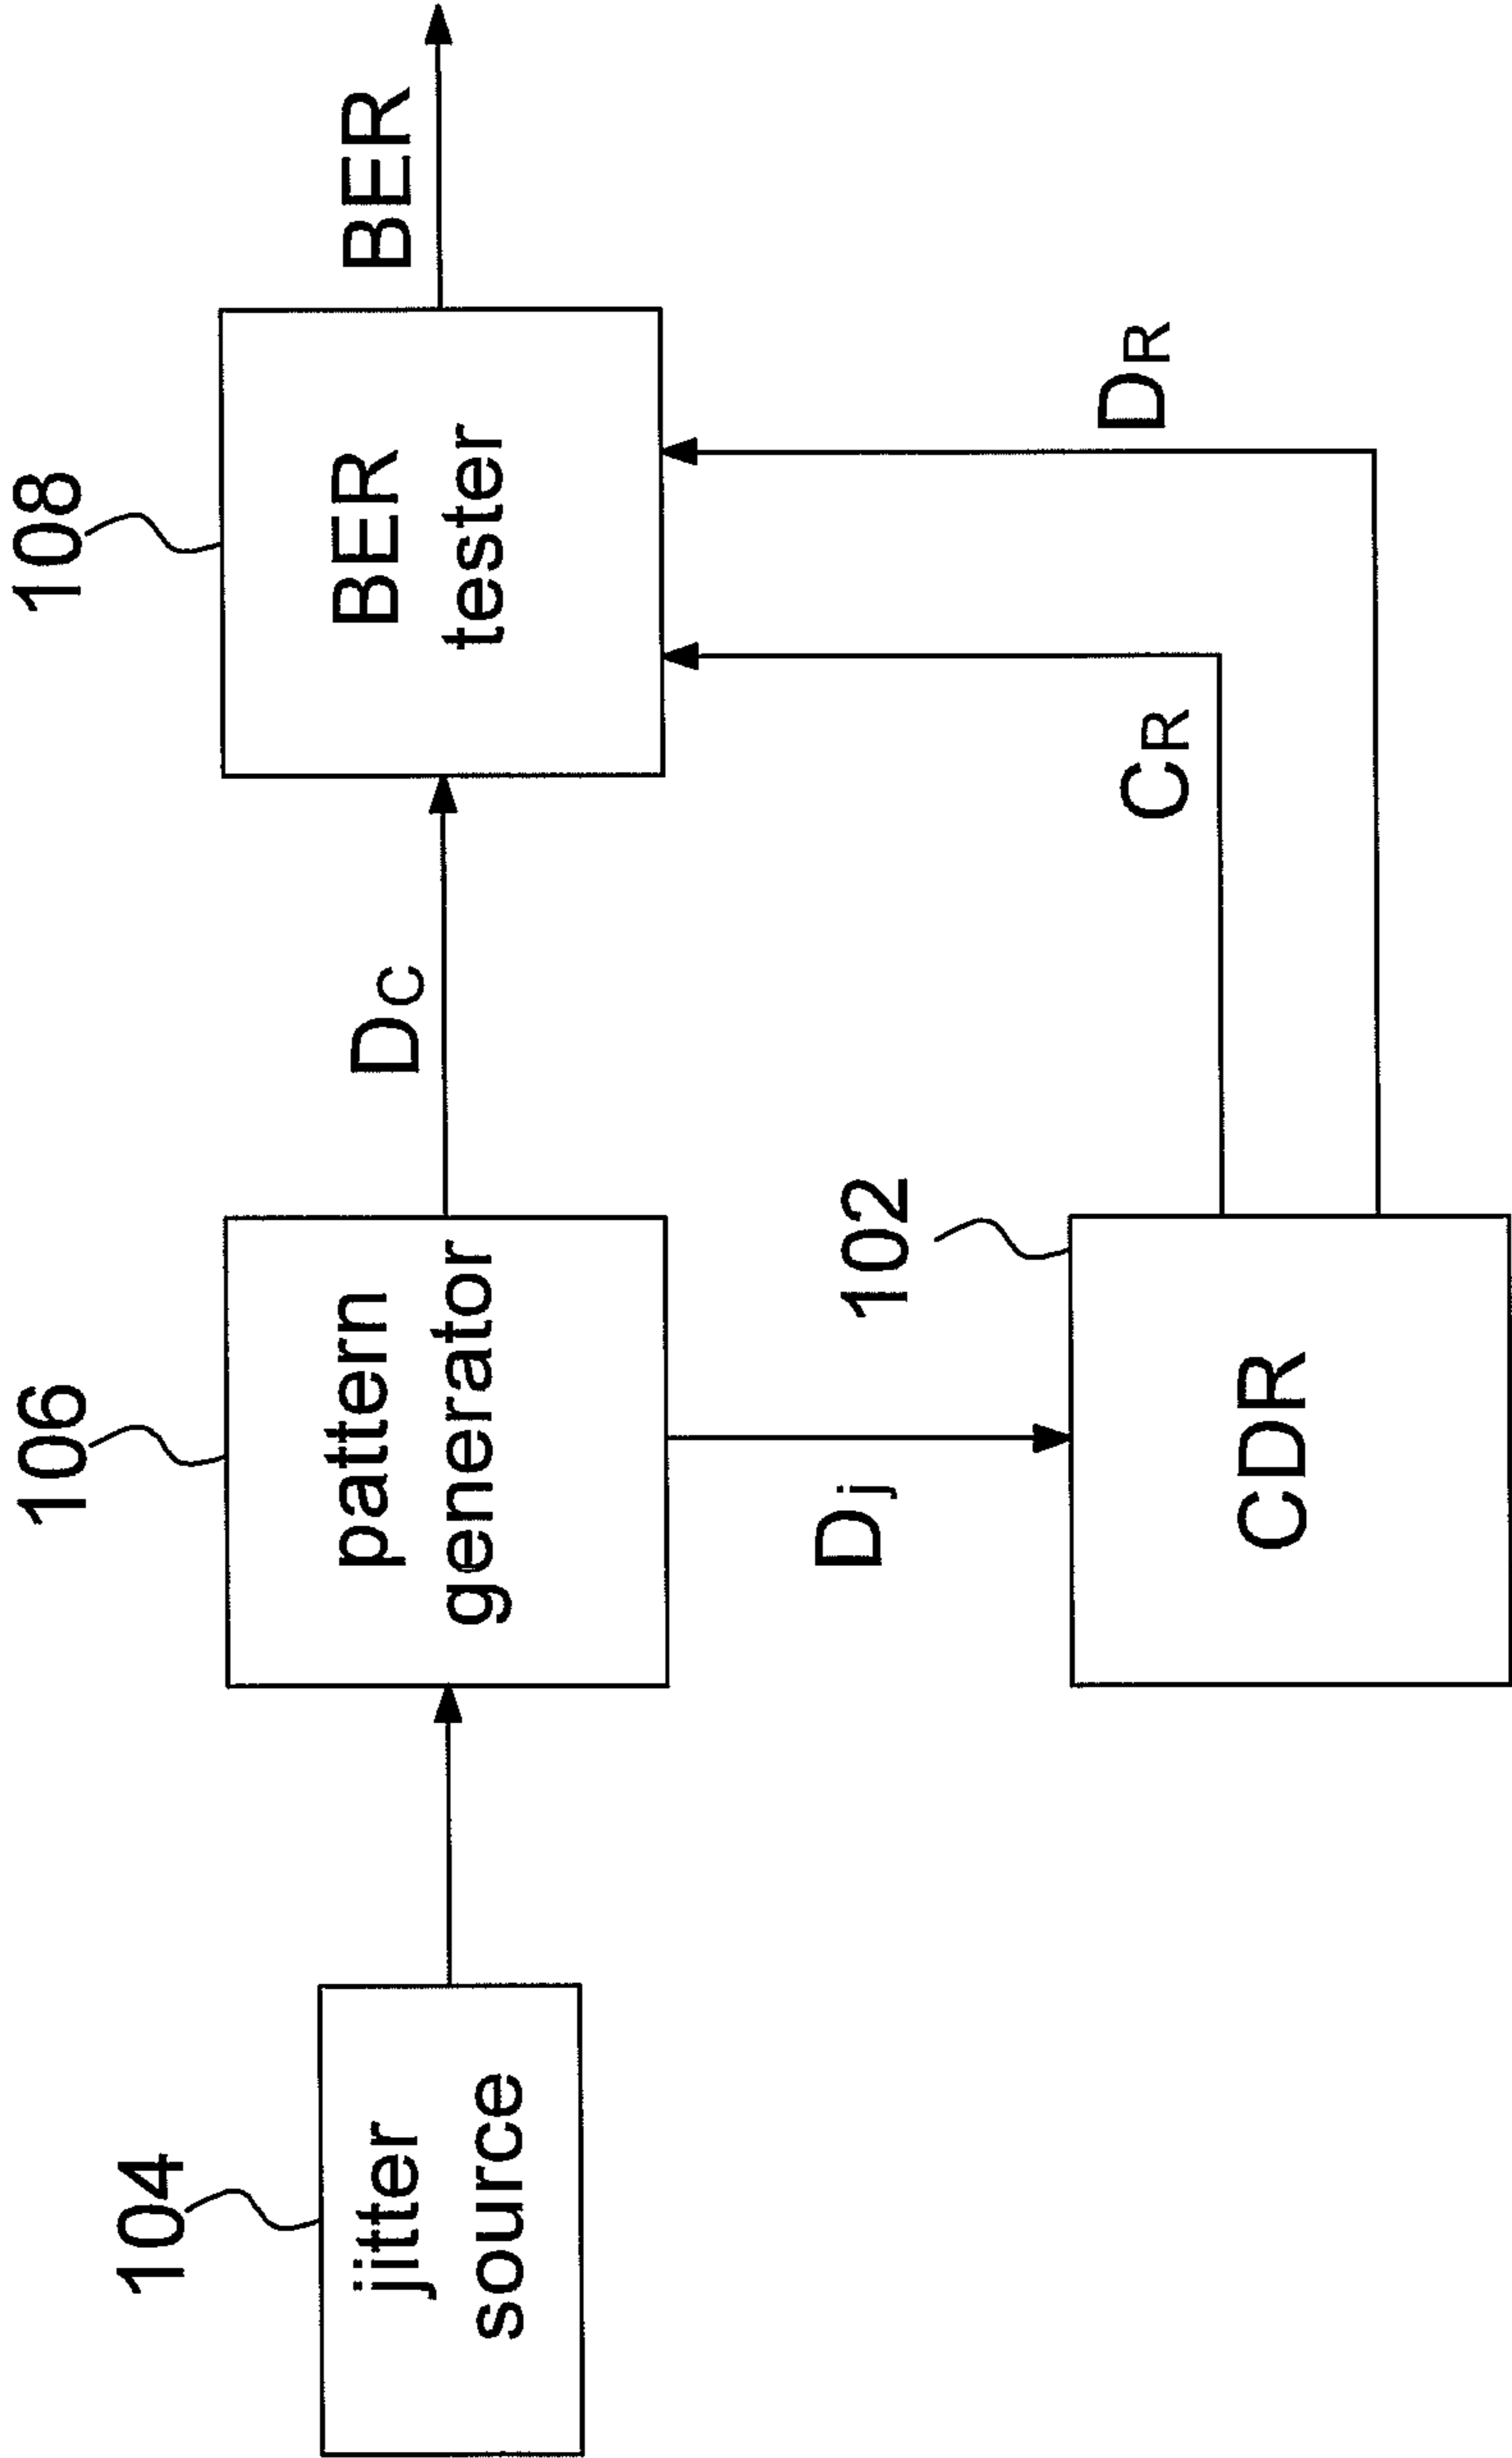 104
jitter
source
106
pattern
generator
DC
108
BER
tester
BER
Dj
102
CDR
CR
DR